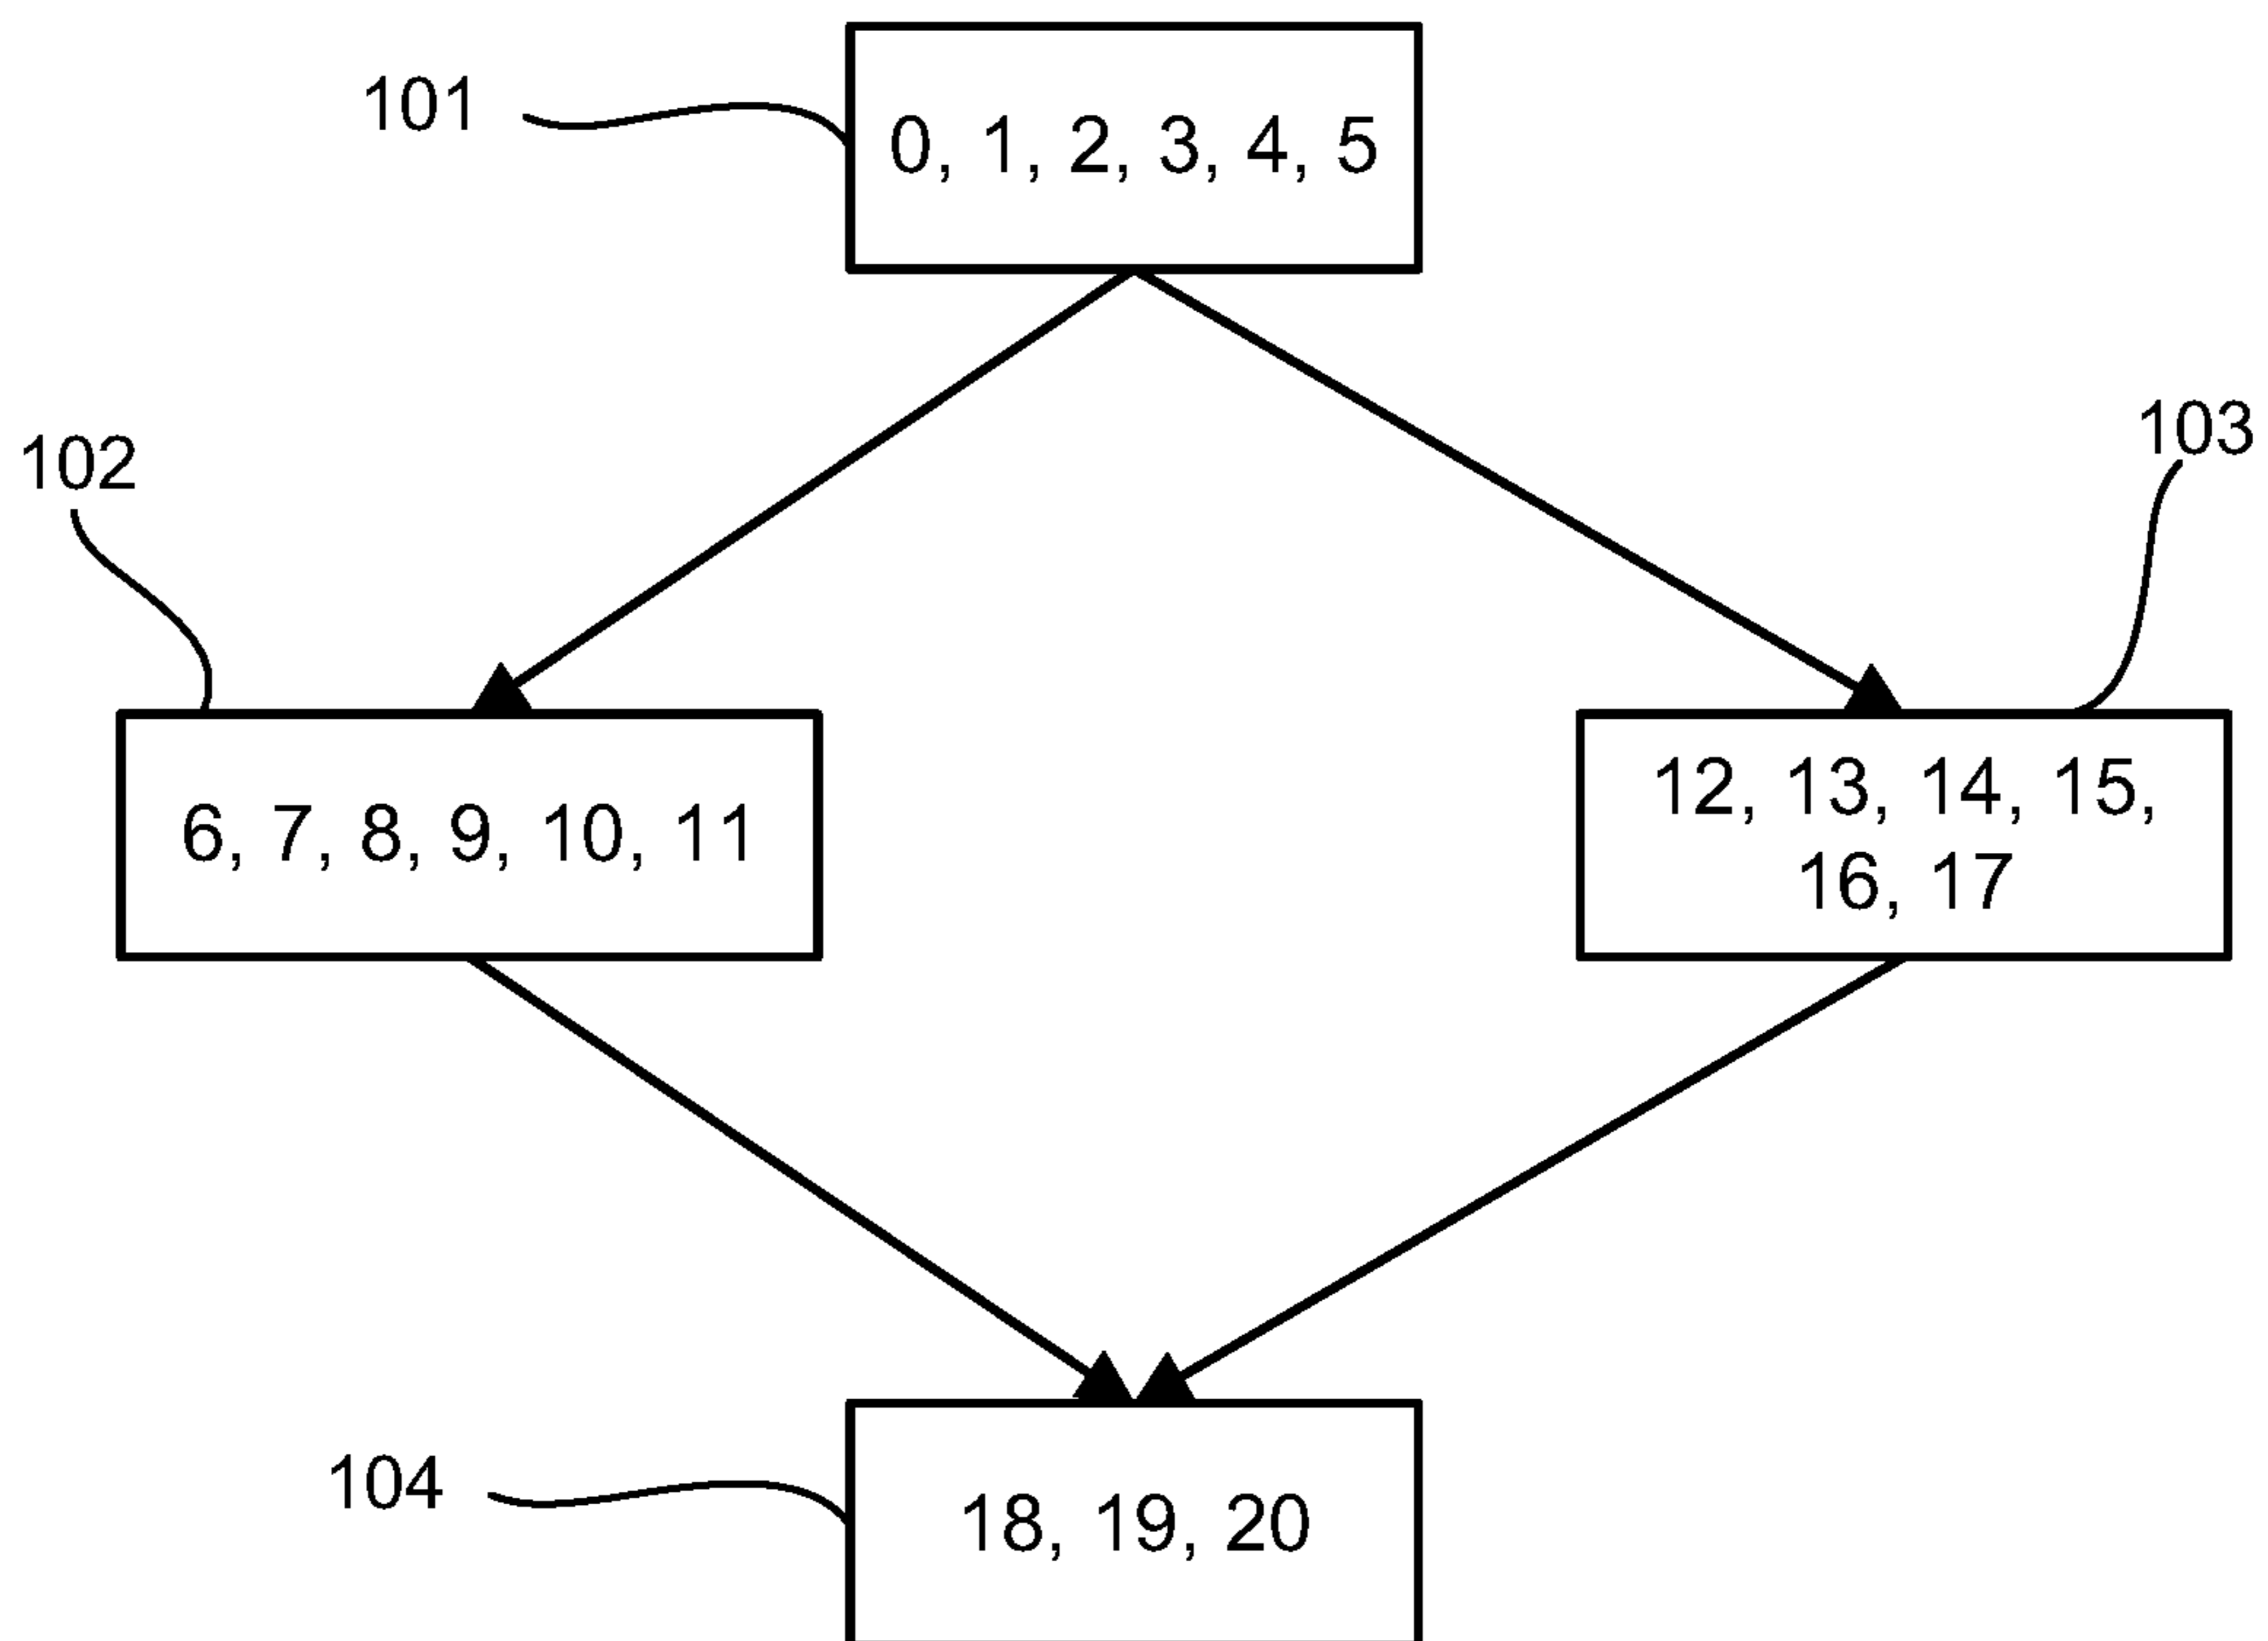 101
0, 1, 2, 3, 4, 5
102
103
6, 7, 8, 9, 10, 11
12, 13, 14, 15,
16, 17
104
18, 19, 20